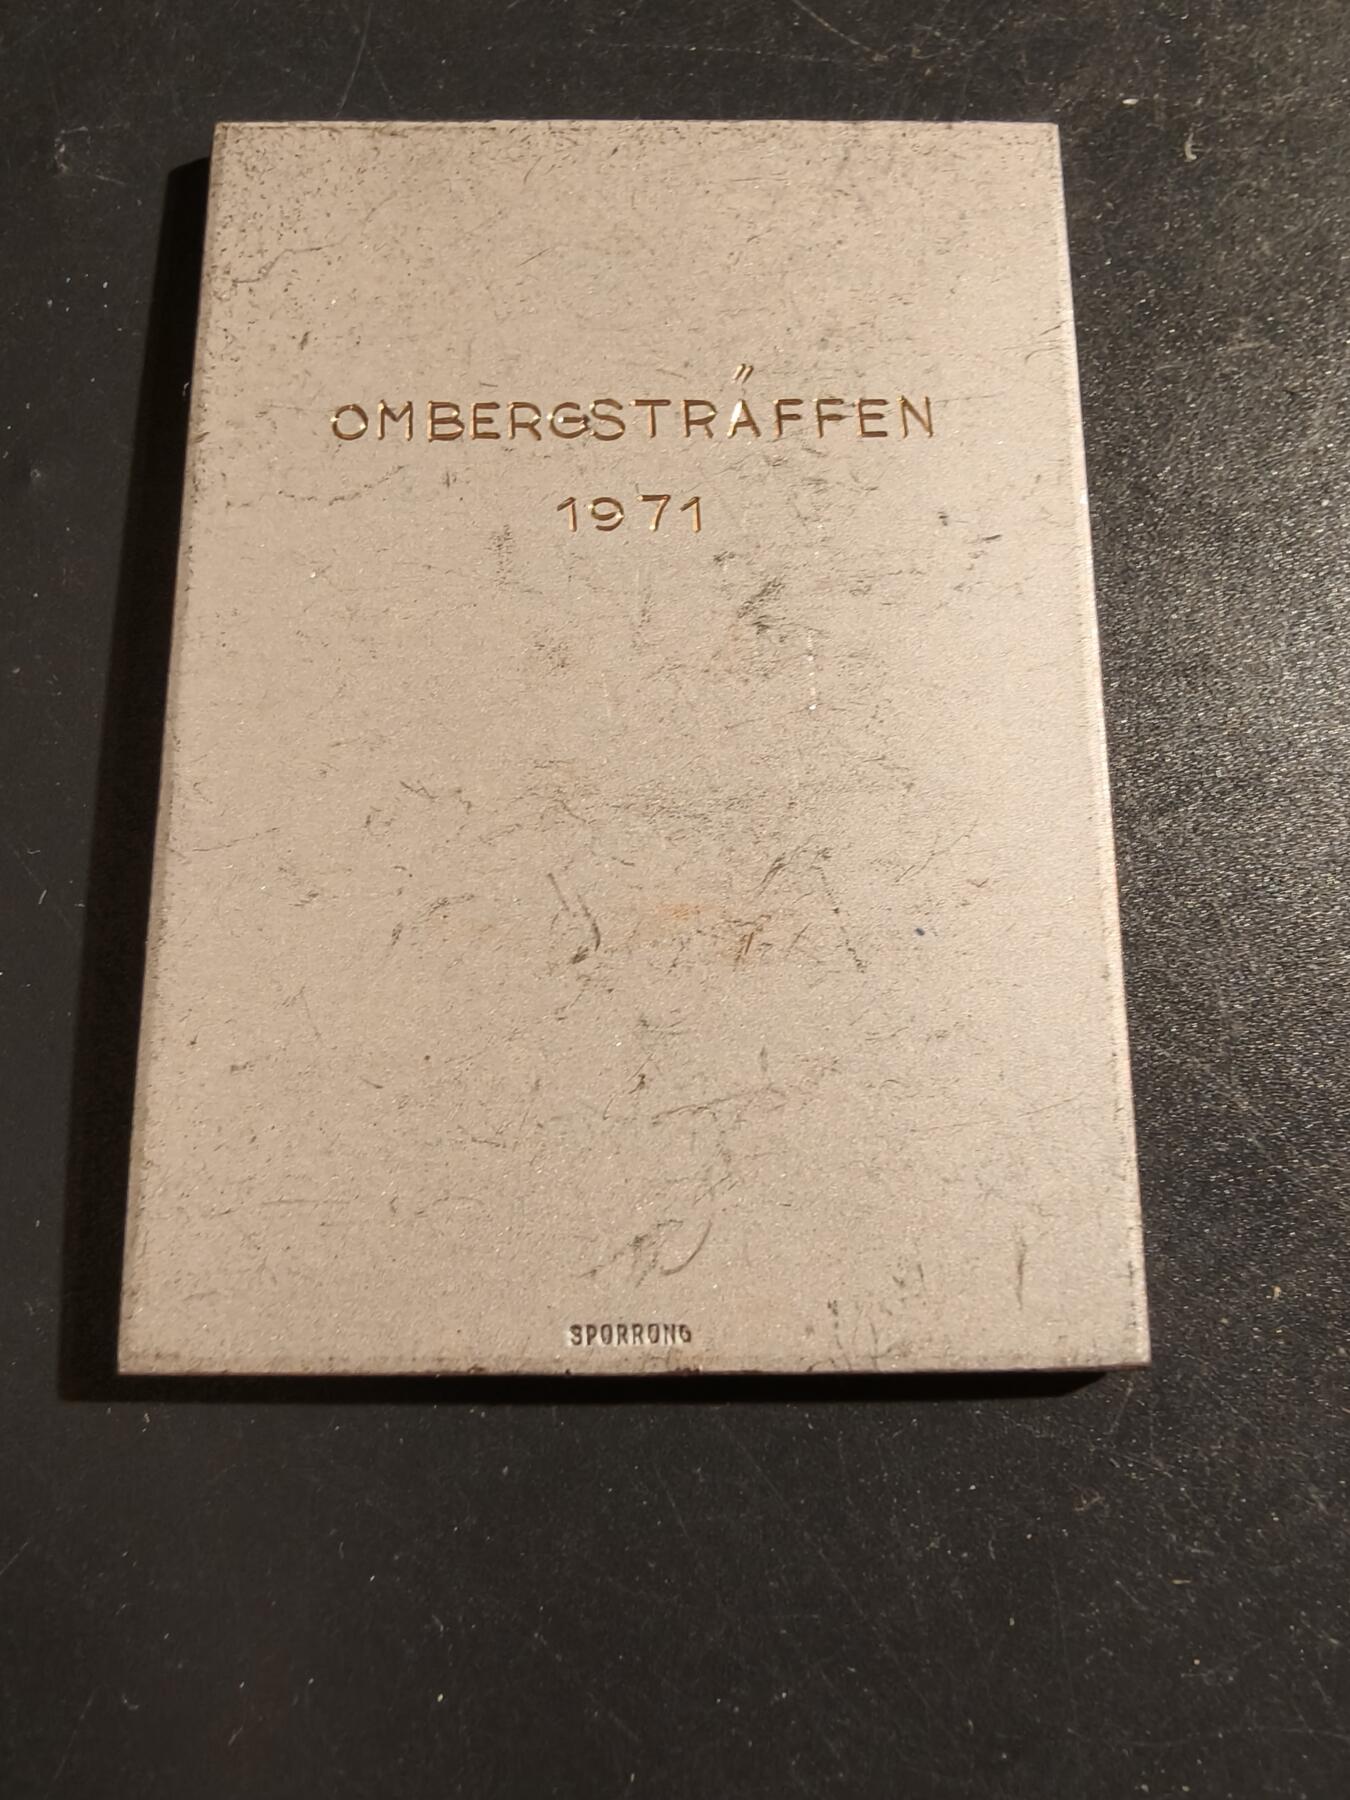 OMBERGSTRÄFFEN
1971
SPORRONG